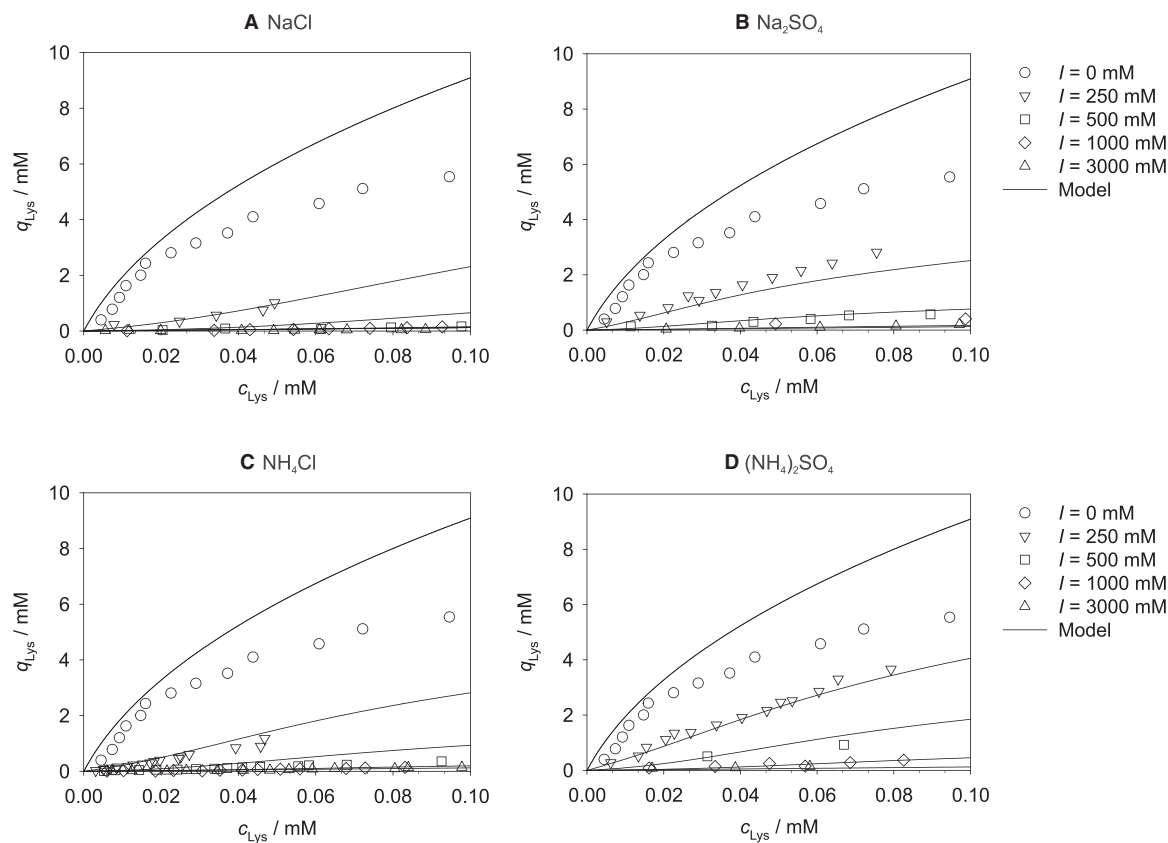 A NaCl
B Na₂SO₄
10
8
6
4
2
0
q_Lys / mM
0.00 0.02 0.04 0.06 0.08 0.10
c_Lys / mM
10
8
6
4
2
0
q_Lys / mM
0.00 0.02 0.04 0.06 0.08 0.10
c_Lys / mM
I = 0 mM
I = 250 mM
I = 500 mM
I = 1000 mM
I = 3000 mM
Model
C NH₄Cl
D (NH₄)₂SO₄
10
8
6
4
2
0
q_Lys / mM
0.00 0.02 0.04 0.06 0.08 0.10
c_Lys / mM
10
8
6
4
2
0
q_Lys / mM
0.00 0.02 0.04 0.06 0.08 0.10
c_Lys / mM
I = 0 mM
I = 250 mM
I = 500 mM
I = 1000 mM
I = 3000 mM
Model